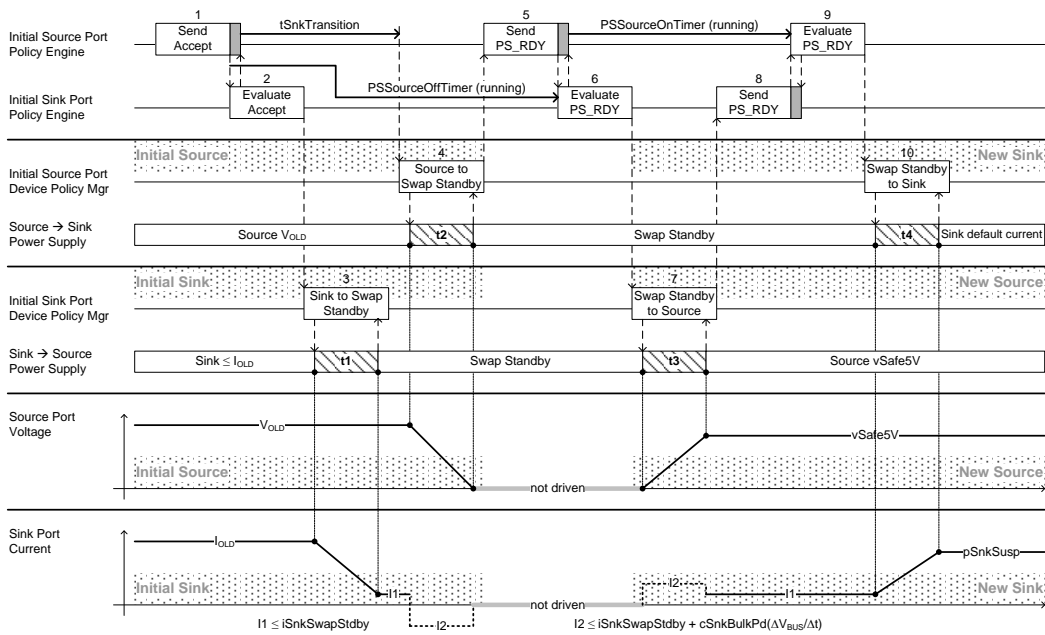 1
5
9
Initial Source Port
Policy Engine
Send
Accept
tSnkTransition
Send
PS_RDY
PSSourceOnTimer (running)
Evaluate
PS_RDY
2
6
8
Initial Sink Port
Policy Engine
Evaluate
Accept
PSSourceOffTimer (running)
Evaluate
PS_RDY
Send
PS_RDY
Initial Source
New Sink
4
10
Initial Source Port
Device Policy Mgr
Source to
Swap Standby
Swap Standby
to Sink
Source → Sink
Power Supply
Source VOLD
t2
Swap Standby
t4
Sink default current
Initial Sink
New Source
3
7
Initial Sink Port
Device Policy Mgr
Sink to Swap
Standby
Swap Standby
to Source
Sink → Source
Power Supply
Sink ≤ IOLD
t1
Swap Standby
t3
Source vSafe5V
Source Port
Voltage
VOLD
vSafe5V
Initial Source
New Source
not driven
Sink Port
Current
IOLD
pSnkSusp
Initial Sink
New Sink
I1
I2
not driven
I2
I1
I1 ≤ iSnkSwapStdby
I2 ≤ iSnkSwapStdby + cSnkBulkPd(ΔVBUS/Δt)